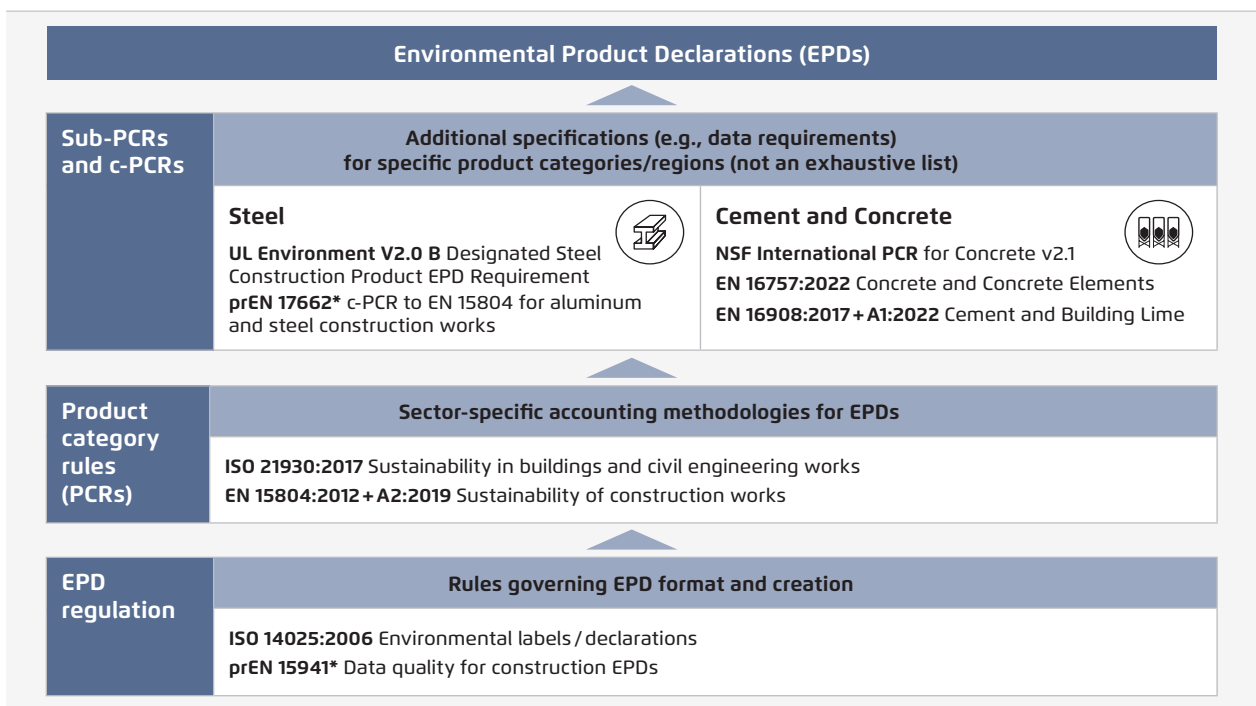 Environmental Product Declarations (EPDs)
Sub-PCRs
and c-PCRs
Additional specifications (e.g., data requirements)
for specific product categories/regions (not an exhaustive list)
Steel
UL Environment V2.0 B Designated Steel
Construction Product EPD Requirement
prEN 17662* c-PCR to EN 15804 for aluminum
and steel construction works
Cement and Concrete
NSF International PCR for Concrete v2.1
EN 16757:2022 Concrete and Concrete Elements
EN 16908:2017+A1:2022 Cement and Building Lime
Product
category
rules
(PCRs)
Sector-specific accounting methodologies for EPDs
ISO 21930:2017 Sustainability in buildings and civil engineering works
EN 15804:2012+A2:2019 Sustainability of construction works
EPD
regulation
Rules governing EPD format and creation
ISO 14025:2006 Environmental labels/declarations
prEN 15941* Data quality for construction EPDs